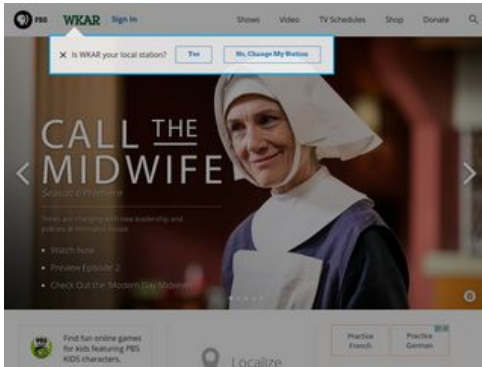 PBS WKAR Sign In Shows Video TV Schedules Shop Donate
Is WKAR your local station? Yes No, Change My Station
CALL THE
MIDWIFE
Season 6 Premiere
Times are changing with new leadership and
policies at Nonnatus House.
Watch Now
Preview Episode 2
Check Out the 'Modern Day Midwives'
Find fun online games
for kids featuring PBS
KIDS characters.
Localize
Practice
French
Practice
German